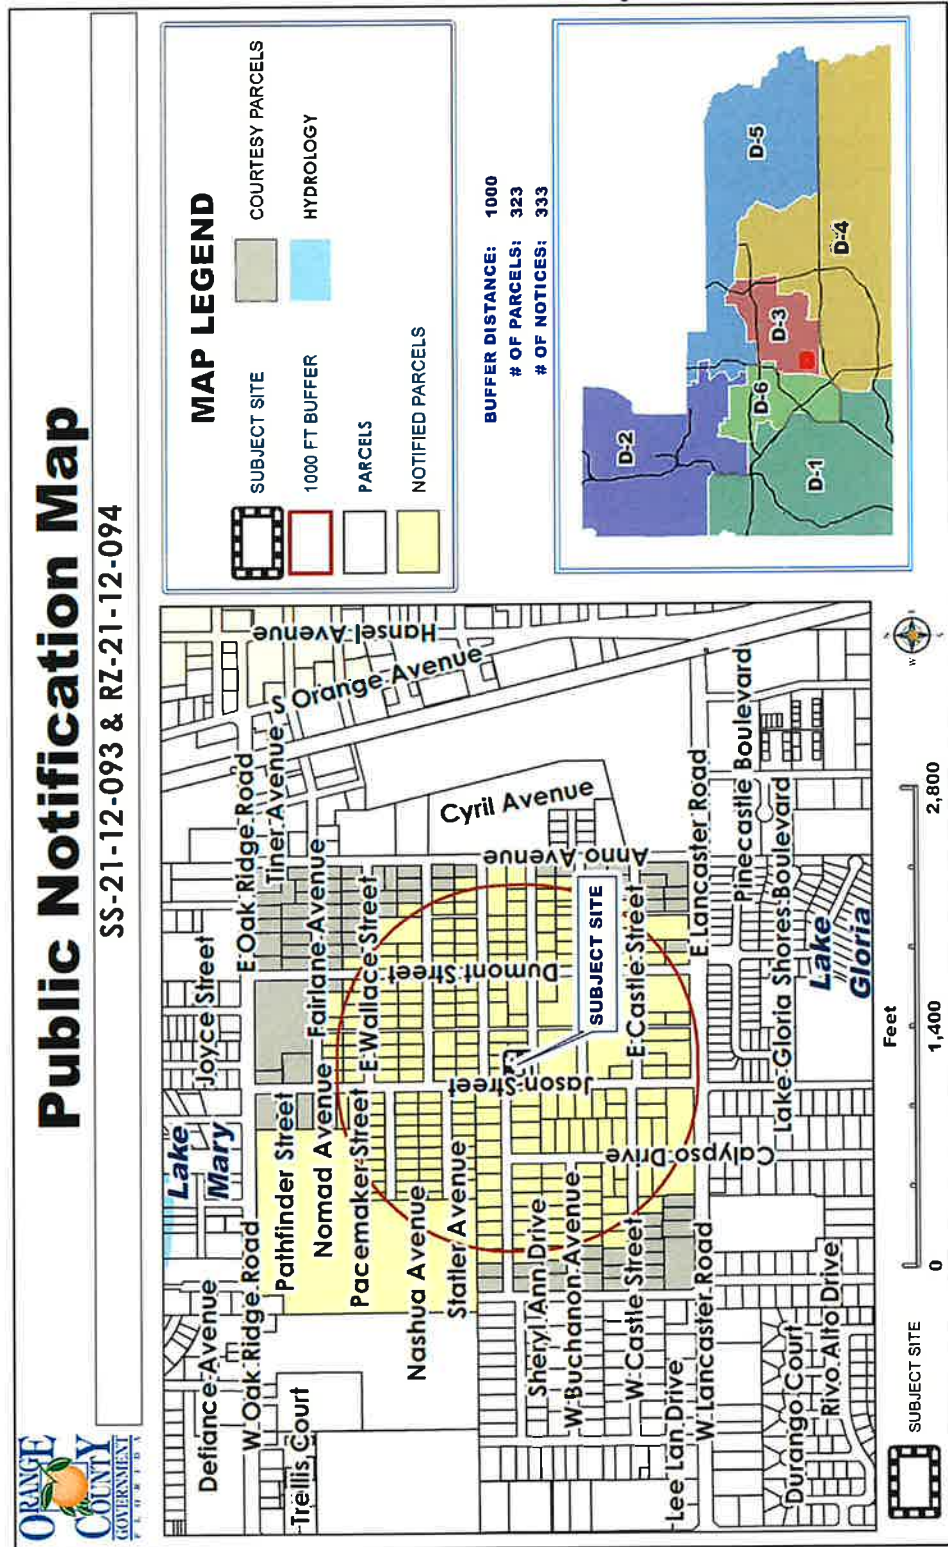 ORANGE
COUNTY
GOVERNMENT
FLORIDA
Public Notification Map
SS-21-12-093 & RZ-21-12-094
Defiance Avenue
W Oak Ridge Road
Trellis Court
Lake
Mary
Joyce Street
E Oak Ridge Road
Tiner Avenue
S Orange Avenue
Hansel Avenue
Pathfinder Street
Nomad Avenue
Fairlane Avenue
Pacemaker Street
E Wallace Street
Nashua Avenue
Statler Avenue
Jason Street
Dumont Street
Cyril Avenue
Anno Avenue
SUBJECT SITE
Sheryl Ann Drive
W Buchanon Avenue
W Castle Street
E Castle Street
Calypso Drive
Lee Lan Drive
W Lancaster Road
E Lancaster Road
Pinecastle Boulevard
Lake Gloria Shores Boulevard
Lake
Gloria
Durango Court
Rivo Alto Drive
MAP LEGEND
SUBJECT SITE
COURTESY PARCELS
1000 FT BUFFER
HYDROLOGY
PARCELS
NOTIFIED PARCELS
BUFFER DISTANCE: 1000
# OF PARCELS: 323
# OF NOTICES: 333
D-2
D-5
D-3
D-6
D-4
D-1
SUBJECT SITE
Feet
0 1,400 2,800
N
W
E
S